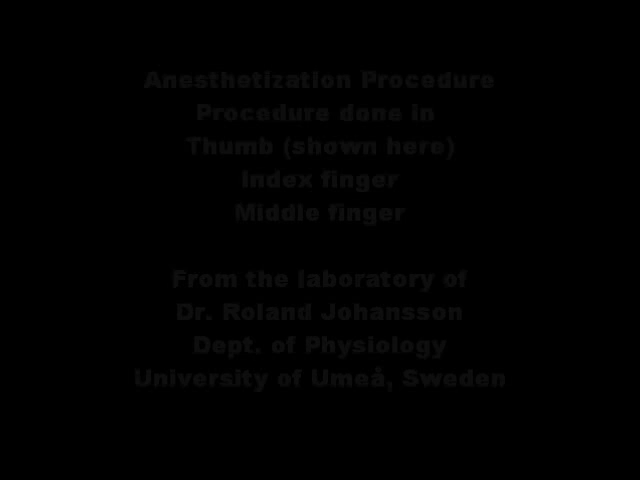 Anesthetization Procedure
Procedure done in
Thumb (shown here)
Index finger
Middle finger
From the laboratory of
Dr. Roland Johansson
Dept. of Physiology
University of Umeå, Sweden